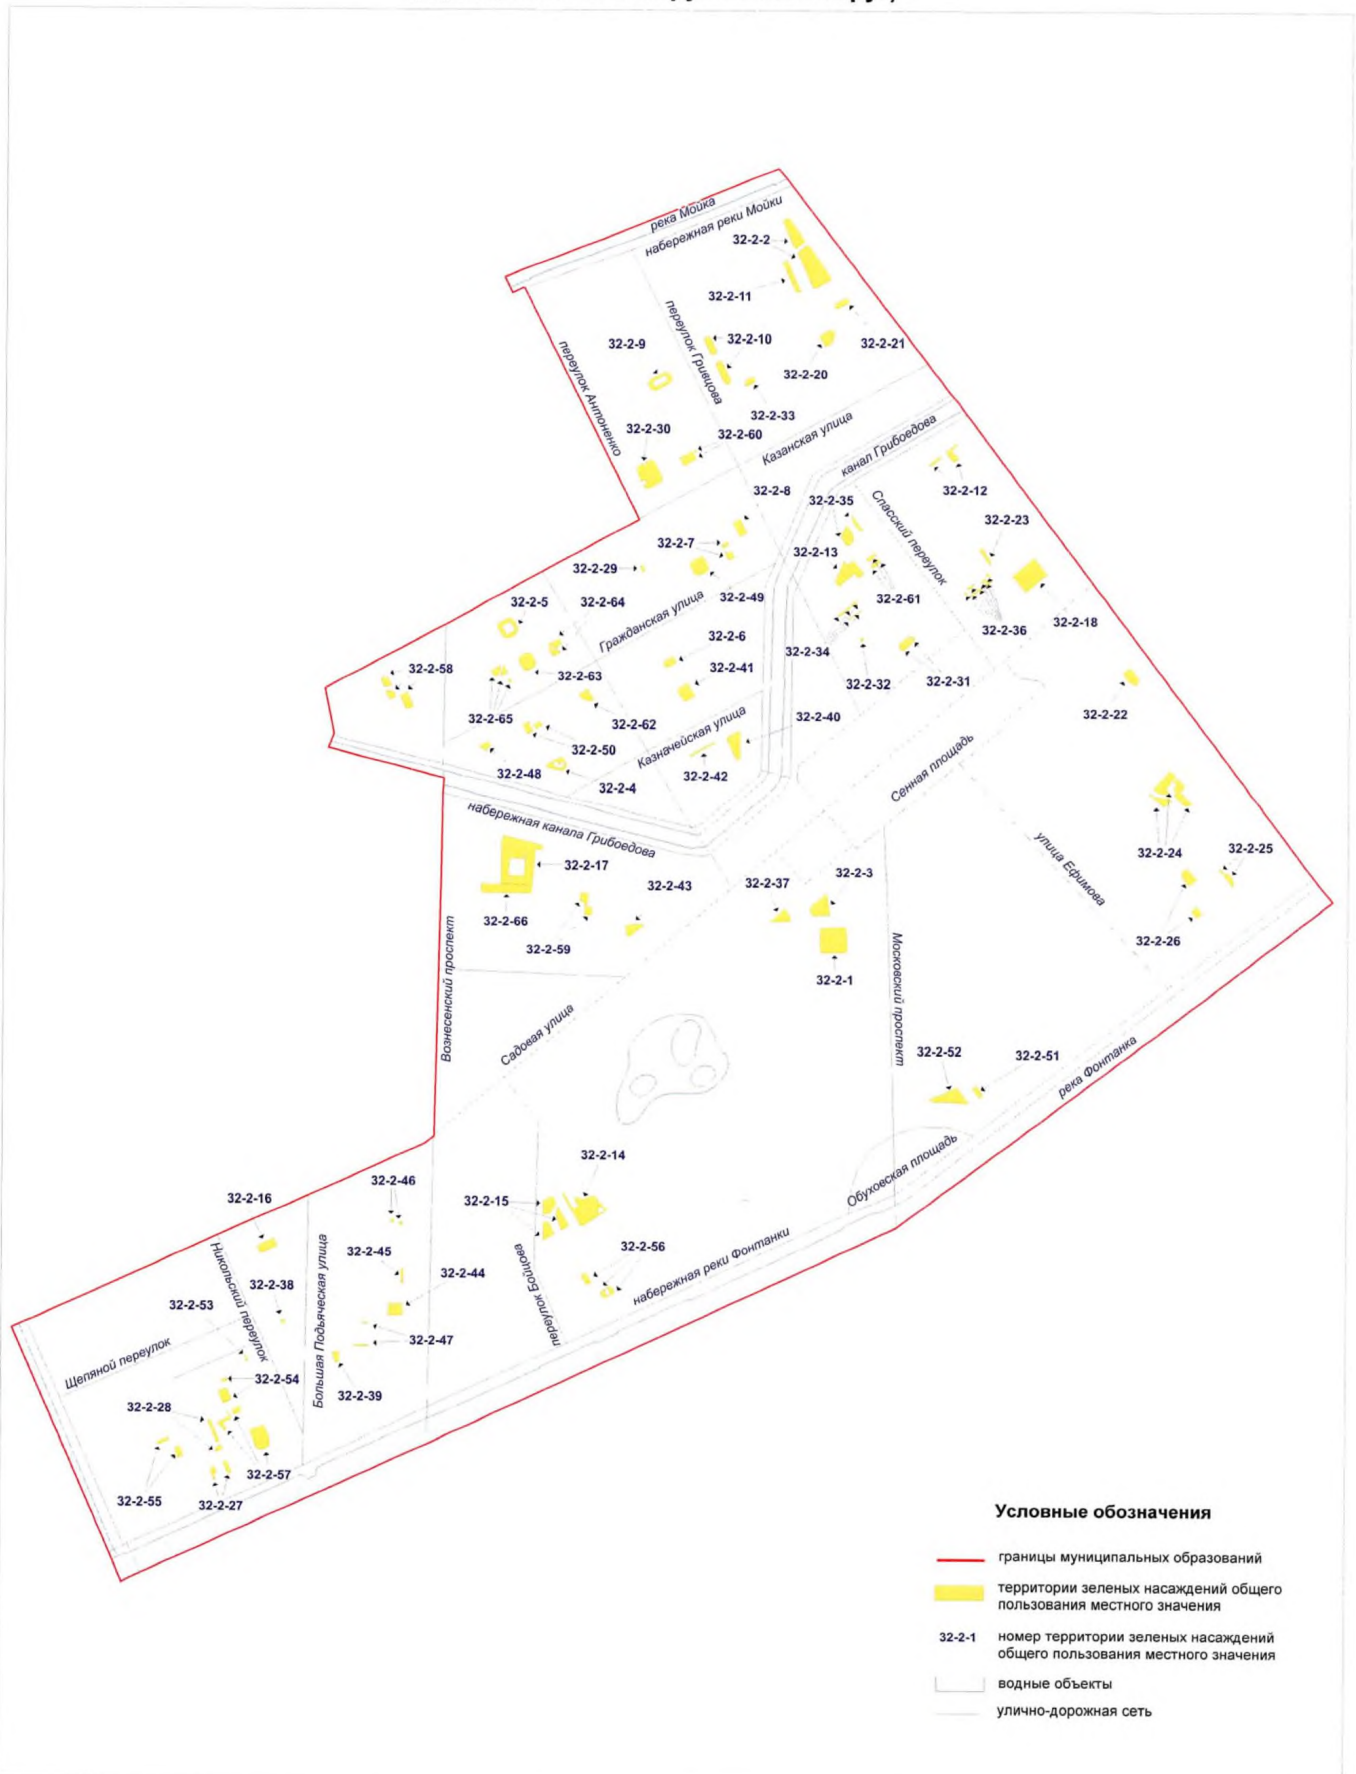 река Мойка
набережная реки Мойки
32-2-2
32-2-11
переулок Гривцова
32-2-10
32-2-21
32-2-9
переулок Антоненко
32-2-20
32-2-33
32-2-30
32-2-60
Казанская улица
канал Грибоедова
32-2-8
32-2-35
Спасский переулок
32-2-12
32-2-23
32-2-7
32-2-13
32-2-29
32-2-5
32-2-64
32-2-49
32-2-61
32-2-18
Гражданская улица
32-2-36
32-2-6
32-2-34
32-2-58
32-2-63
32-2-41
32-2-32
32-2-31
32-2-65
32-2-62
Казначейская улица
32-2-40
32-2-22
32-2-50
32-2-48
32-2-4
32-2-42
Сенная площадь
набережная канала Грибоедова
улица Ефимова
32-2-17
32-2-43
32-2-37
32-2-3
32-2-24
32-2-25
32-2-66
32-2-59
32-2-26
Вознесенский проспект
32-2-1
Московский проспект
Садовая улица
32-2-52
32-2-51
река Фонтанка
Обуховская площадь
32-2-14
32-2-46
32-2-15
32-2-16
32-2-45
32-2-44
32-2-56
набережная реки Фонтанки
Никольский переулок
32-2-38
Большая Подьяческая улица
переулок Бойцова
32-2-53
32-2-47
Щепяной переулок
32-2-54
32-2-39
32-2-28
32-2-57
32-2-55
32-2-27
Условные обозначения
границы муниципальных образований
территории зеленых насаждений общего
пользования местного значения
32-2-1 номер территории зеленых насаждений
общего пользования местного значения
водные объекты
улично-дорожная сеть